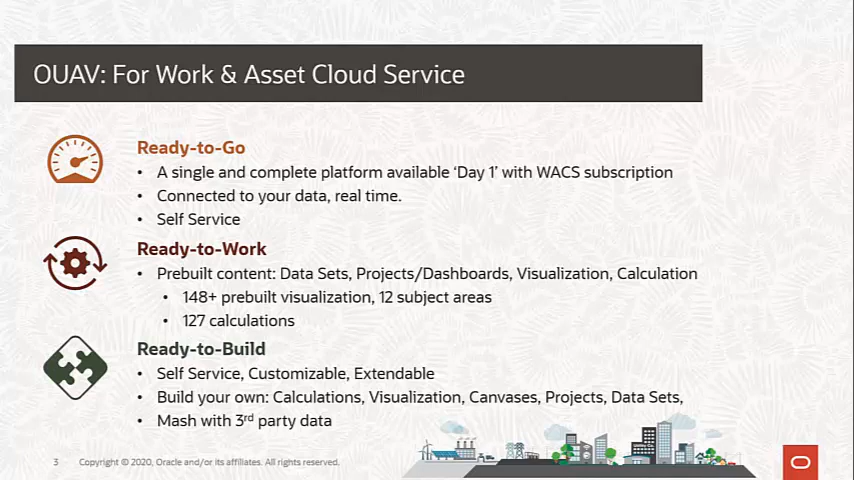 OUAV: For Work & Asset Cloud Service
Ready-to-Go
• A single and complete platform available ‘Day 1’ with WACS subscription
• Connected to your data, real time.
• Self Service
Ready-to-Work
• Prebuilt content: Data Sets, Projects/Dashboards, Visualization, Calculation
• 148+ prebuilt visualization, 12 subject areas
• 127 calculations
Ready-to-Build
• Self Service, Customizable, Extendable
• Build your own: Calculations, Visualization, Canvases, Projects, Data Sets,
• Mash with 3rd party data
3 Copyright © 2020, Oracle and/or its affiliates. All rights reserved.